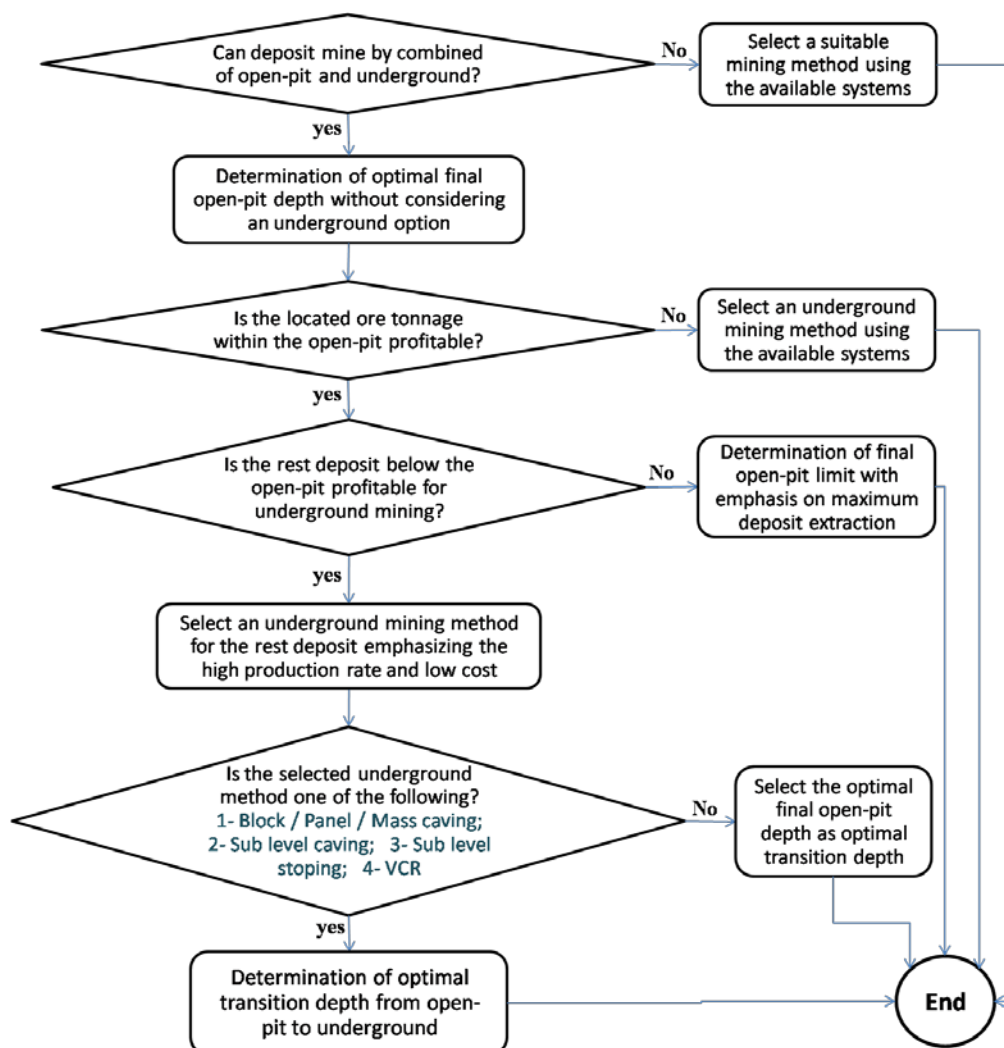 Can deposit mine by combined
of open-pit and underground?
No
Select a suitable
mining method using
the available systems
yes
Determination of optimal final
open-pit depth without considering
an underground option
Is the located ore tonnage
within the open-pit profitable?
No
Select an underground
mining method using
the available systems
yes
Is the rest deposit below the
open-pit profitable for
underground mining?
No
Determination of final
open-pit limit with
emphasis on maximum
deposit extraction
yes
Select an underground mining method
for the rest deposit emphasizing the
high production rate and low cost
Is the selected underground
method one of the following?
1- Block / Panel / Mass caving;
2- Sub level caving; 3- Sub level
stoping; 4- VCR
No
Select the optimal
final open-pit
depth as optimal
transition depth
yes
Determination of optimal
transition depth from open-
pit to underground
End